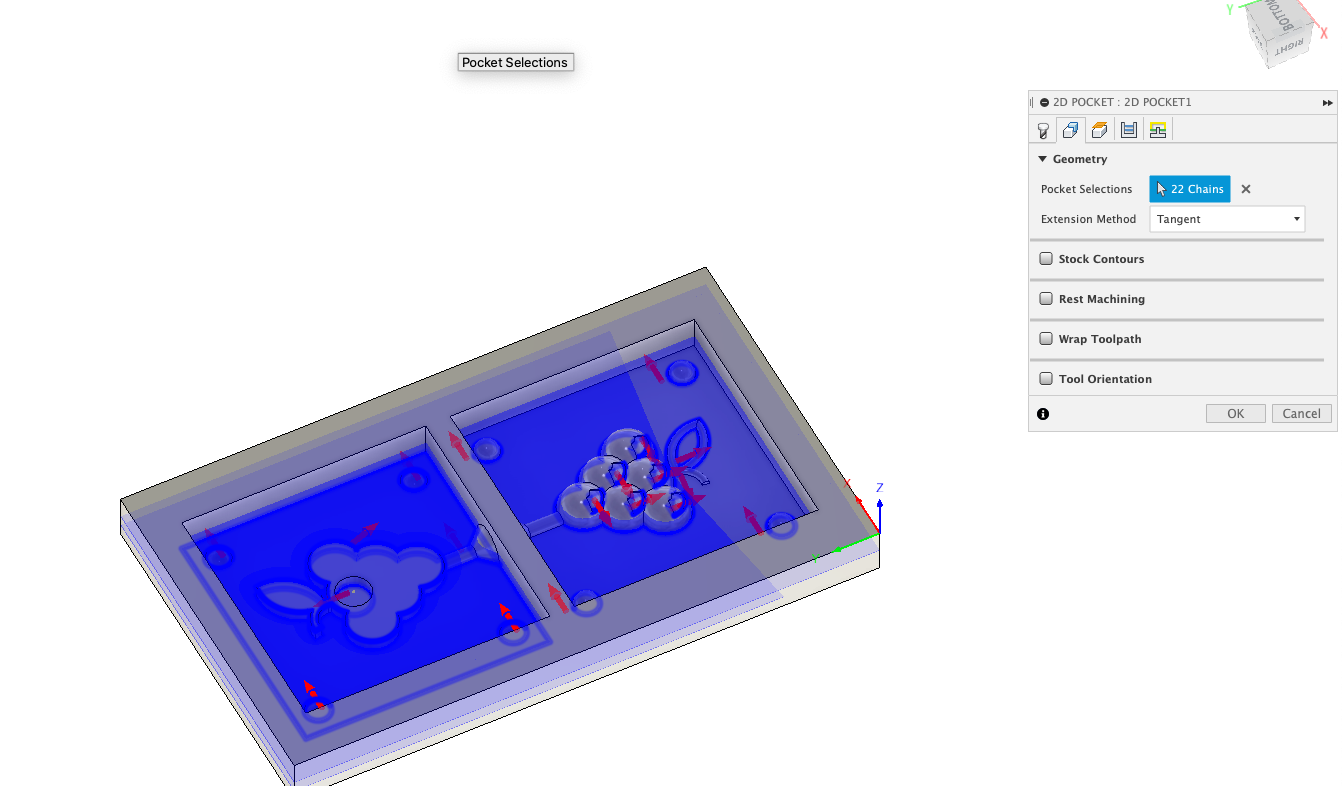 Y
BOTTOM
RIGHT
X
Pocket Selections
2D POCKET : 2D POCKET1
Geometry
Pocket Selections 22 Chains
Extension Method Tangent
Stock Contours
Rest Machining
Wrap Toolpath
Tool Orientation
OK Cancel
X
Z
Y